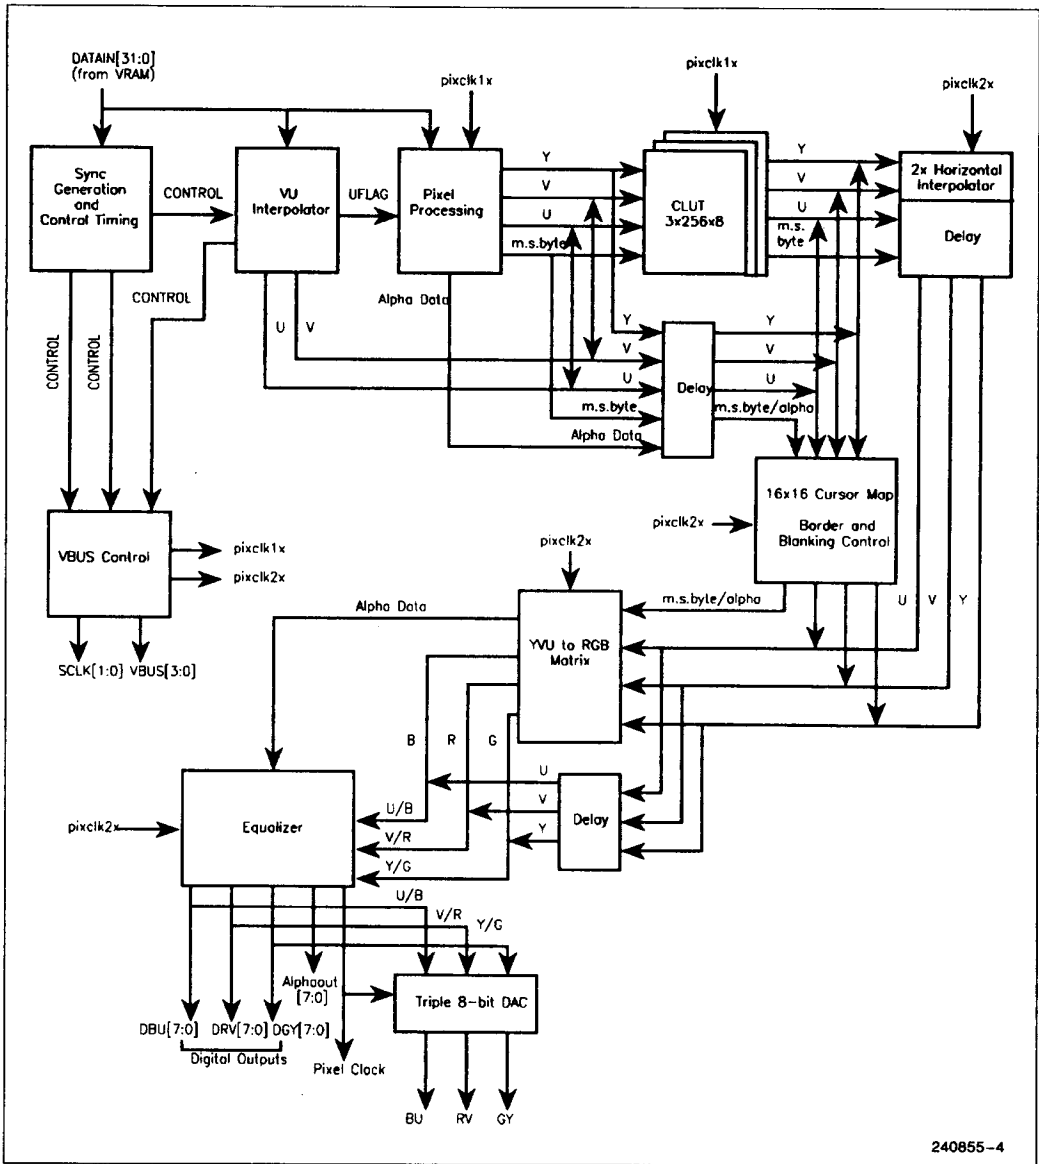 DATAIN[31:0]
(from VRAM)
pixclk1x
pixclk1x
pixclk2x
Sync
Generation
and
Control Timing
CONTROL
VU
Interpolator
UFLAG
Pixel
Processing
Y
V
U
m.s.byte
CLUT
3x256x8
Y
V
U
m.s.
byte
2x Horizontal
Interpolator
Delay
CONTROL
CONTROL
CONTROL
U
V
Alpha Data
Y
V
U
m.s.byte
Alpha Data
Delay
Y
V
U
m.s.byte/alpha
16x16 Cursor Map
Border and
Blanking Control
pixclk2x
VBUS Control
pixclk1x
pixclk2x
SCLK[1:0]
VBUS[3:0]
pixclk2x
Alpha Data
YVU to RGB
Matrix
m.s.byte/alpha
U
V
Y
B
R
G
U
V
Y
Delay
pixclk2x
Equalizer
U/B
V/R
Y/G
U/B
V/R
Y/G
Alphaout
[7:0]
Triple 8-bit DAC
DBU[7:0]
DRV[7:0]
DGY[7:0]
Digital Outputs
Pixel Clock
BU
RV
GY
240855-4